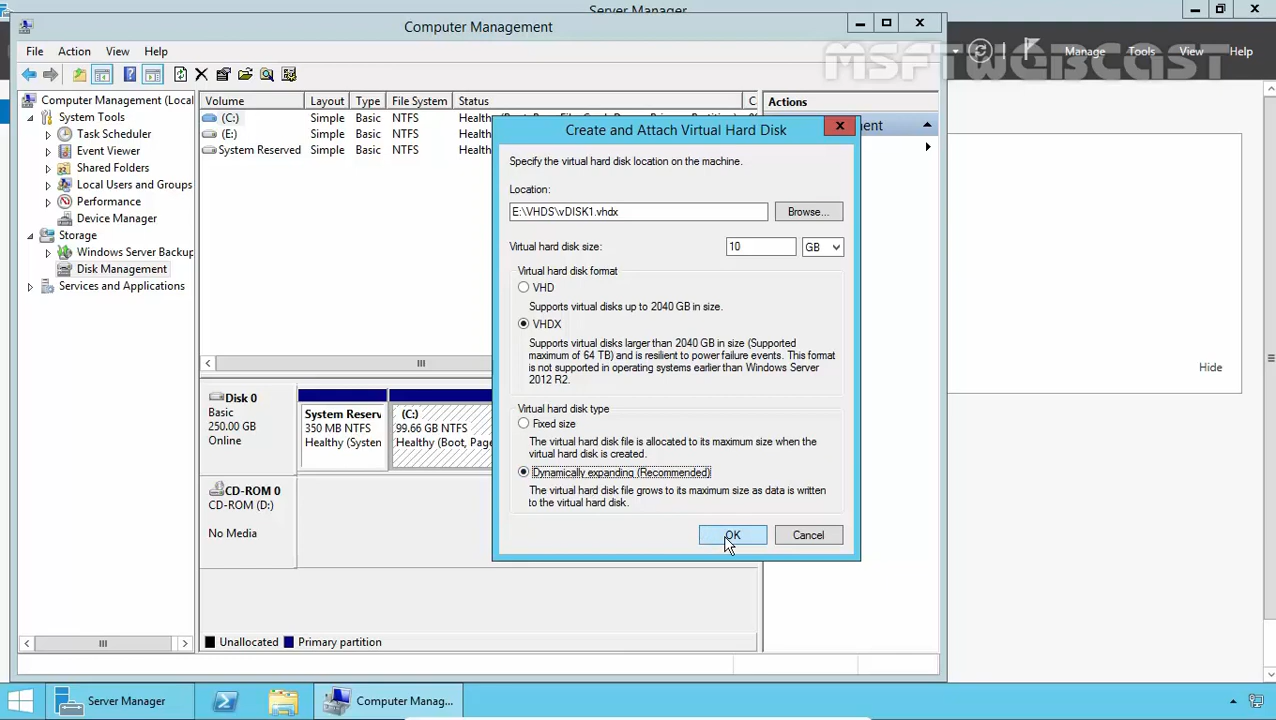 Server Manager
Computer Management
MSFTWEBCAST
Manage
Tools
View
Help
File
Action
View
Help
Computer Management (Local
System Tools
Task Scheduler
Event Viewer
Shared Folders
Local Users and Groups
Performance
Device Manager
Storage
Windows Server Backup
Disk Management
Services and Applications
Volume
Layout
Type
File System
Status
C
(C:)
Simple
Basic
NTFS
(E:)
Simple
Basic
NTFS
Health
System Reserved
Simple
Basic
NTFS
Health
Actions
Disk 0
Basic
250.00 GB
Online
System Reserv
350 MB NTFS
Healthy (System
(C:)
99.66 GB NTFS
Healthy (Boot, Page
CD-ROM 0
CD-ROM (D:)
No Media
Unallocated
Primary partition
Create and Attach Virtual Hard Disk
Specify the virtual hard disk location on the machine.
Location:
E:\VHDS\vDISK1.vhdx
Browse...
Virtual hard disk size:
10
GB
Virtual hard disk format
VHD
Supports virtual disks up to 2040 GB in size.
VHDX
Supports virtual disks larger than 2040 GB in size (Supported
maximum of 64 TB) and is resilient to power failure events. This format
is not supported in operating systems earlier than Windows Server
2012 R2.
Virtual hard disk type
Fixed size
The virtual hard disk file is allocated to its maximum size when the
virtual hard disk is created.
Dynamically expanding (Recommended)
The virtual hard disk file grows to its maximum size as data is written
to the virtual hard disk.
OK
Cancel
Hide
Server Manager
Computer Manag...